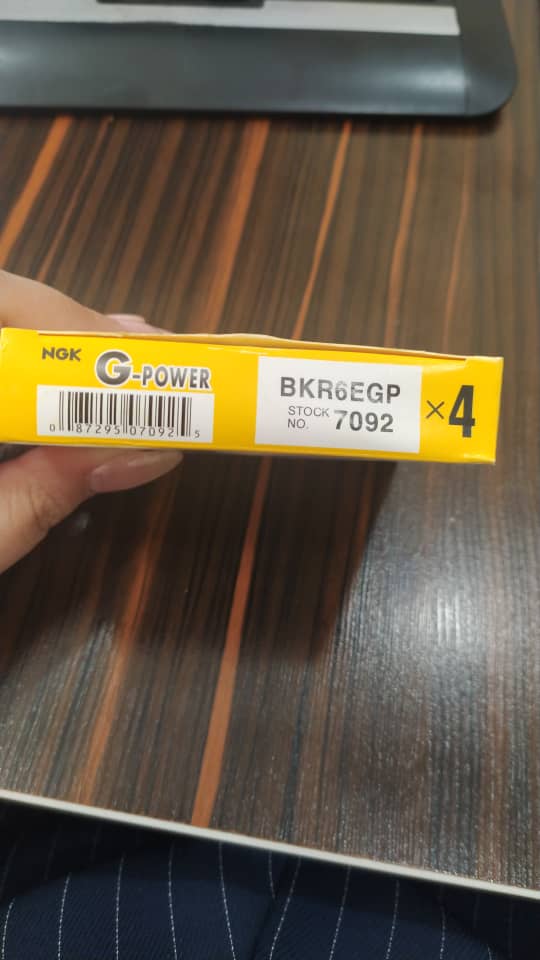 NGK G-POWER
0 87295 07092 5
BKR6EGP
STOCK NO. 7092
×4